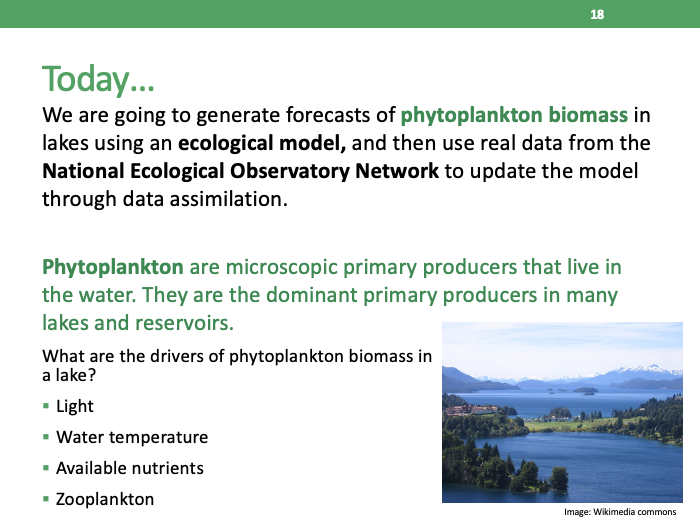 18
Today...
We are going to generate forecasts of phytoplankton biomass in
lakes using an ecological model, and then use real data from the
National Ecological Observatory Network to update the model
through data assimilation.
Phytoplankton are microscopic primary producers that live in
the water. They are the dominant primary producers in many
lakes and reservoirs.
What are the drivers of phytoplankton biomass in
a lake?
▪ Light
▪ Water temperature
▪ Available nutrients
▪ Zooplankton
Image: Wikimedia commons